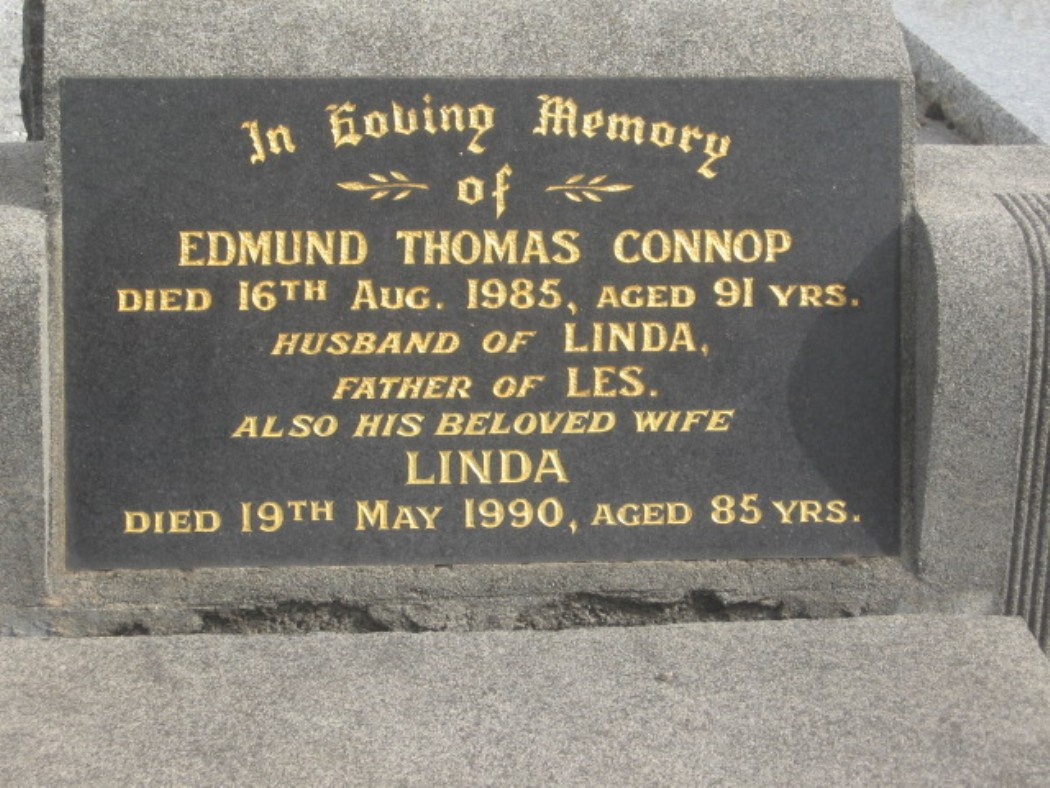 In Loving Memory
of
EDMUND THOMAS CONNOP
DIED 16TH AUG. 1985, AGED 91 YRS.
HUSBAND OF LINDA,
FATHER OF LES.
ALSO HIS BELOVED WIFE
LINDA
DIED 19TH MAY 1990, AGED 85 YRS.